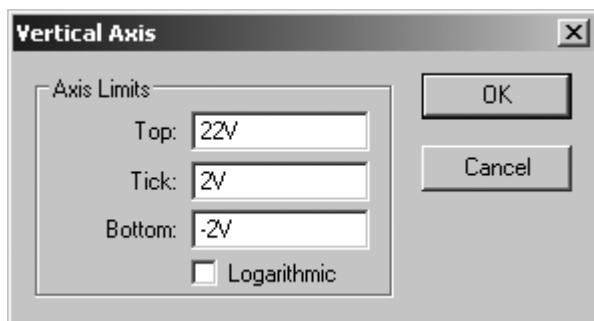 Vertical Axis
Axis Limits
Top: 22V
Tick: 2V
Bottom: -2V
Logarithmic
OK
Cancel